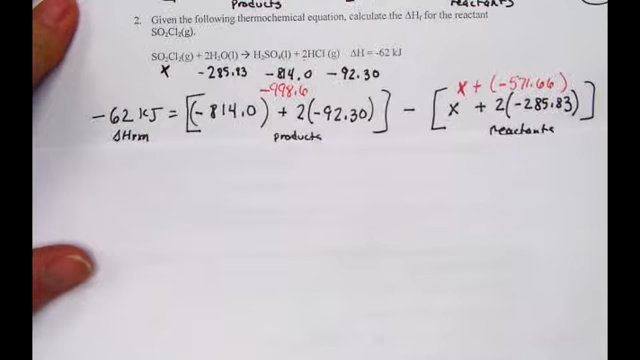 Products reactants
2. Given the following thermochemical equation, calculate the ΔHf for the reactant
SO₂Cl₂(g).
SO₂Cl₂(g) + 2H₂O(l) → H₂SO₄(l) + 2HCl (g) ΔH = -62 kJ
x -285.83 -814.0 -92.30
-998.6 x + (-571.66)
-62 kJ = [(-814.0) + 2(-92.30)] - [x + 2(-285.83)]
ΔHrxn products reactants